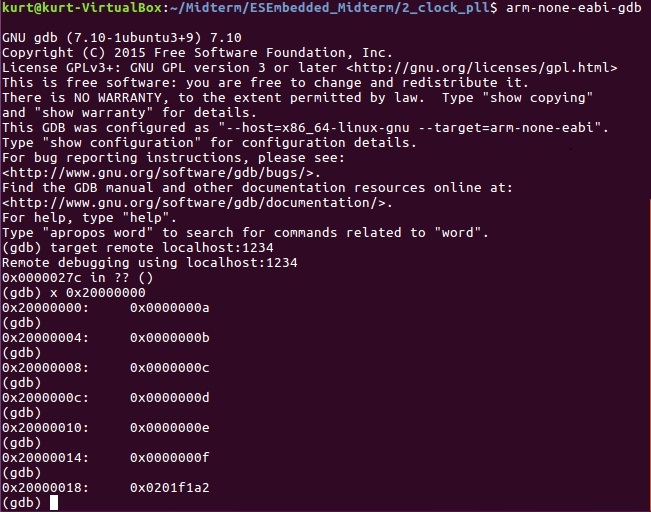 kurt@kurt-VirtualBox:~/Midterm/ESEmbedded_Midterm/2_clock_pll$ arm-none-eabi-gdb
GNU gdb (7.10-1ubuntu3+9) 7.10
Copyright (C) 2015 Free Software Foundation, Inc.
License GPLv3+: GNU GPL version 3 or later <http://gnu.org/licenses/gpl.html>
This is free software: you are free to change and redistribute it.
There is NO WARRANTY, to the extent permitted by law.  Type "show copying"
and "show warranty" for details.
This GDB was configured as "--host=x86_64-linux-gnu --target=arm-none-eabi".
Type "show configuration" for configuration details.
For bug reporting instructions, please see:
<http://www.gnu.org/software/gdb/bugs/>.
Find the GDB manual and other documentation resources online at:
<http://www.gnu.org/software/gdb/documentation/>.
For help, type "help".
Type "apropos word" to search for commands related to "word".
(gdb) target remote localhost:1234
Remote debugging using localhost:1234
0x0000027c in ?? ()
(gdb) x 0x20000000
0x20000000:     0x0000000a
(gdb)
0x20000004:     0x0000000b
(gdb)
0x20000008:     0x0000000c
(gdb)
0x2000000c:     0x0000000d
(gdb)
0x20000010:     0x0000000e
(gdb)
0x20000014:     0x0000000f
(gdb)
0x20000018:     0x0201f1a2
(gdb)